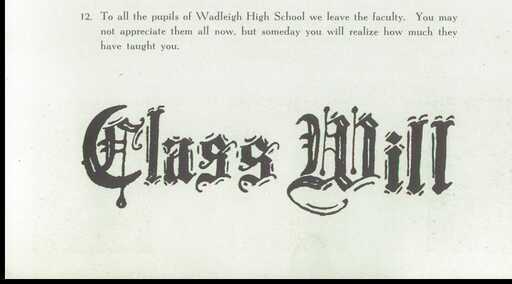 12. To all the pupils of Wadleigh High School we leave the faculty. You may
not appreciate them all now, but someday you will realize how much they
have taught you.
Class Will